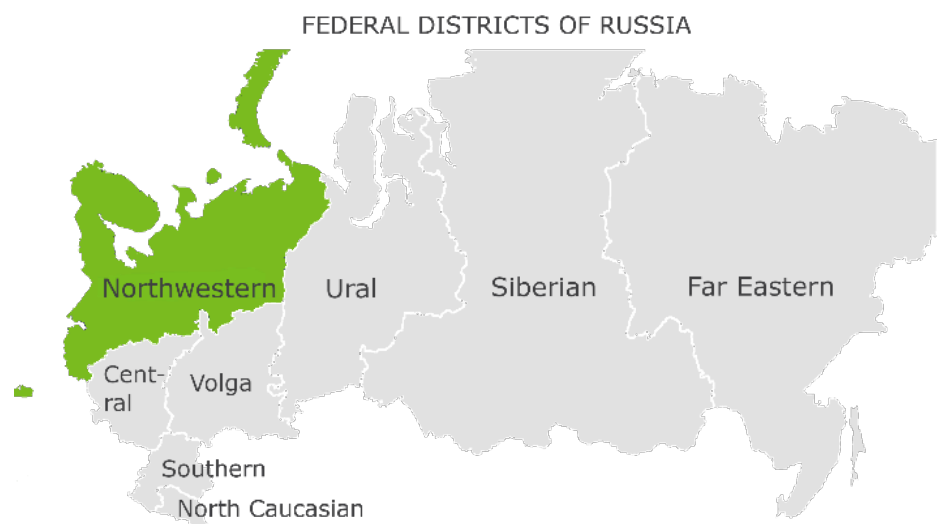 FEDERAL DISTRICTS OF RUSSIA
Northwestern
Ural
Siberian
Far Eastern
Cent-
ral
Volga
Southern
North Caucasian